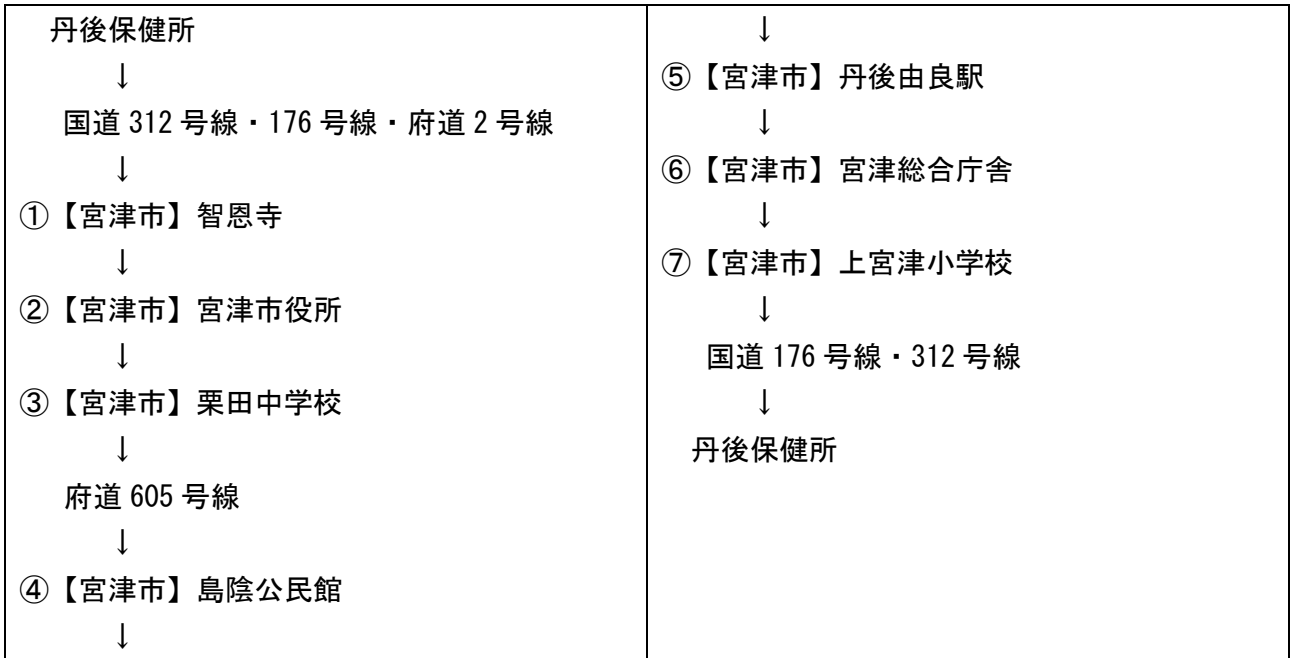 丹後保健所
↓
国道 312 号線・176 号線・府道 2 号線
↓
①【宮津市】智恩寺
↓
②【宮津市】宮津市役所
↓
③【宮津市】栗田中学校
↓
府道 605 号線
↓
④【宮津市】島陰公民館
↓
↓
⑤【宮津市】丹後由良駅
↓
⑥【宮津市】宮津総合庁舎
↓
⑦【宮津市】上宮津小学校
↓
国道 176 号線・312 号線
↓
丹後保健所